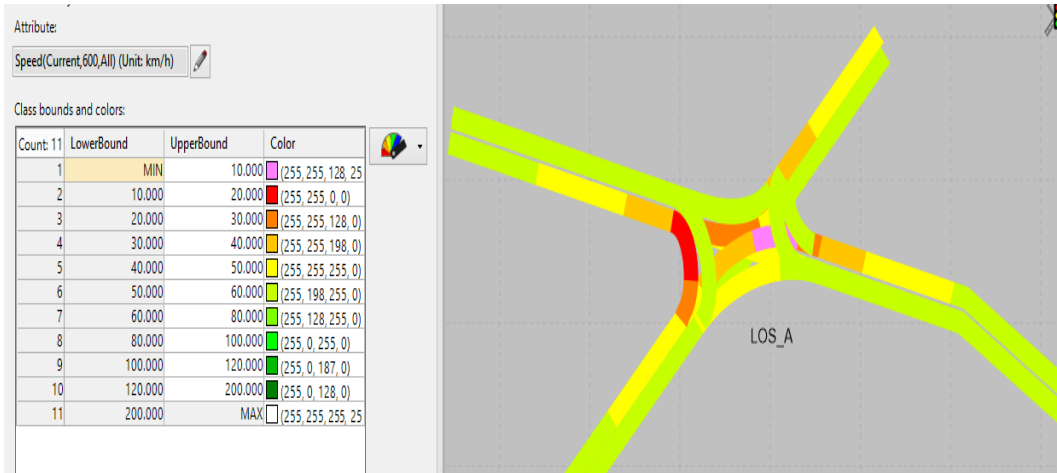 Attribute:
Speed(Current,600,All) (Unit: km/h)
Class bounds and colors:
Count: 11 LowerBound UpperBound Color
1 MIN 10.000 (255, 255, 128, 25
2 10.000 20.000 (255, 255, 0, 0)
3 20.000 30.000 (255, 255, 128, 0)
4 30.000 40.000 (255, 255, 198, 0)
5 40.000 50.000 (255, 255, 255, 0)
6 50.000 60.000 (255, 198, 255, 0)
7 60.000 80.000 (255, 128, 255, 0)
8 80.000 100.000 (255, 0, 255, 0)
9 100.000 120.000 (255, 0, 187, 0)
10 120.000 200.000 (255, 0, 128, 0)
11 200.000 MAX (255, 255, 255, 25
LOS_A